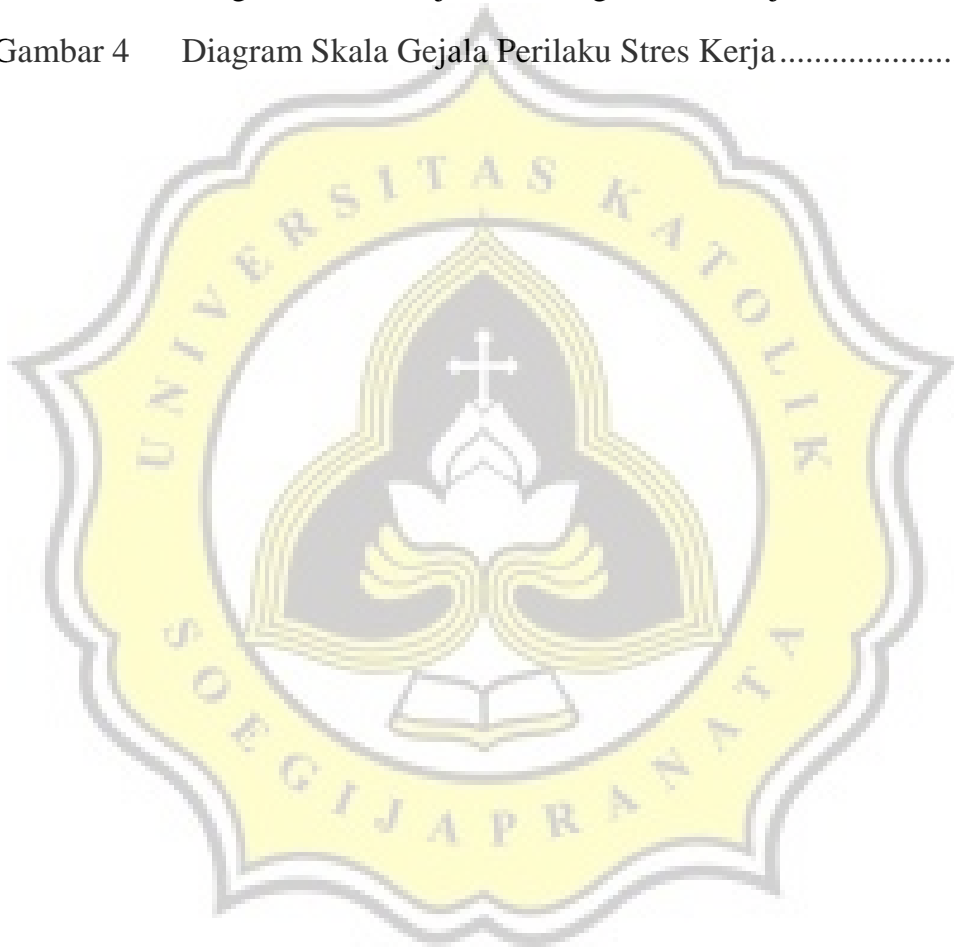 Gambar 4 Diagram Skala Gejala Perilaku Stres Kerja...................
UNIVERSITAS KATOLIK
SOEGIJAPRANATA